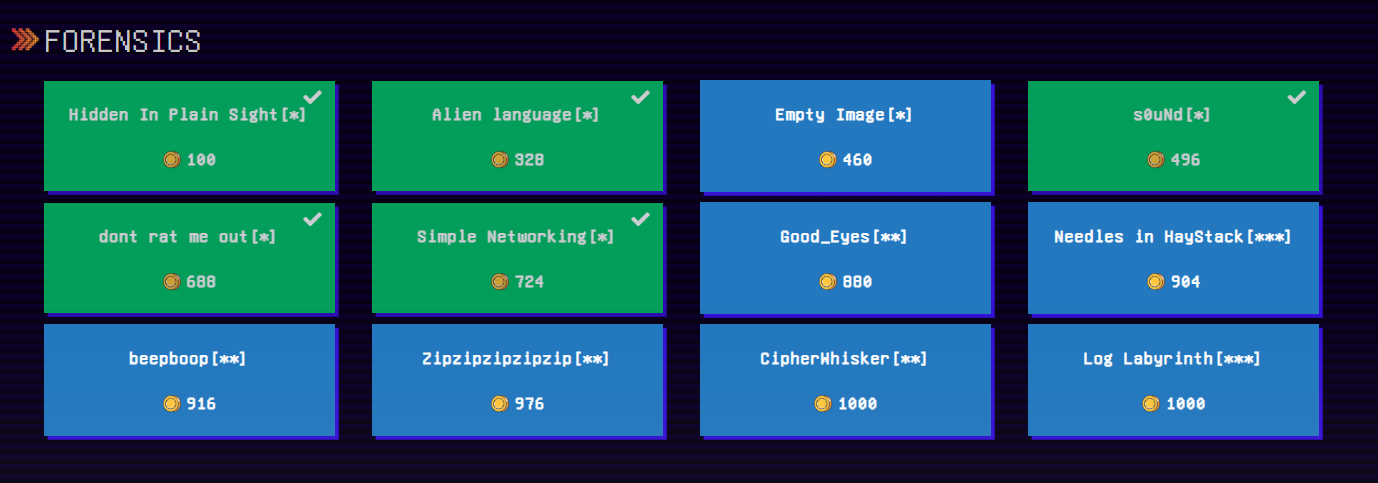 FORENSICS
Hidden In Plain Sight[*]
100
Alien language[*]
328
Empty Image[*]
460
s0uNd[*]
496
dont rat me out[*]
688
Simple Networking[*]
724
Good_Eyes[**]
880
Needles in HayStack[***]
904
beepboop[**]
916
Zipzipzipzipzip[**]
976
CipherWhisker[**]
1000
Log Labyrinth[***]
1000